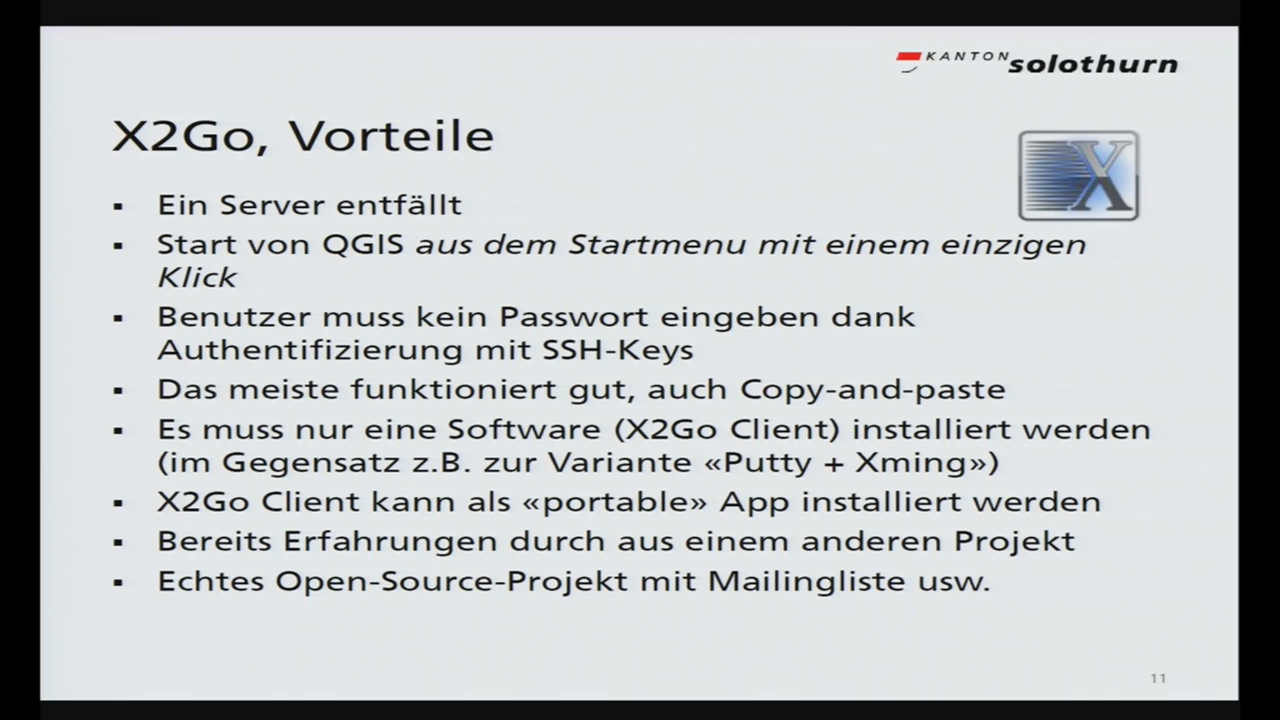 KANTON solothurn
X2Go, Vorteile
▪ Ein Server entfällt
▪ Start von QGIS aus dem Startmenu mit einem einzigen
Klick
▪ Benutzer muss kein Passwort eingeben dank
Authentifizierung mit SSH-Keys
▪ Das meiste funktioniert gut, auch Copy-and-paste
▪ Es muss nur eine Software (X2Go Client) installiert werden
(im Gegensatz z.B. zur Variante «Putty + Xming»)
▪ X2Go Client kann als «portable» App installiert werden
▪ Bereits Erfahrungen durch aus einem anderen Projekt
▪ Echtes Open-Source-Projekt mit Mailingliste usw.
11